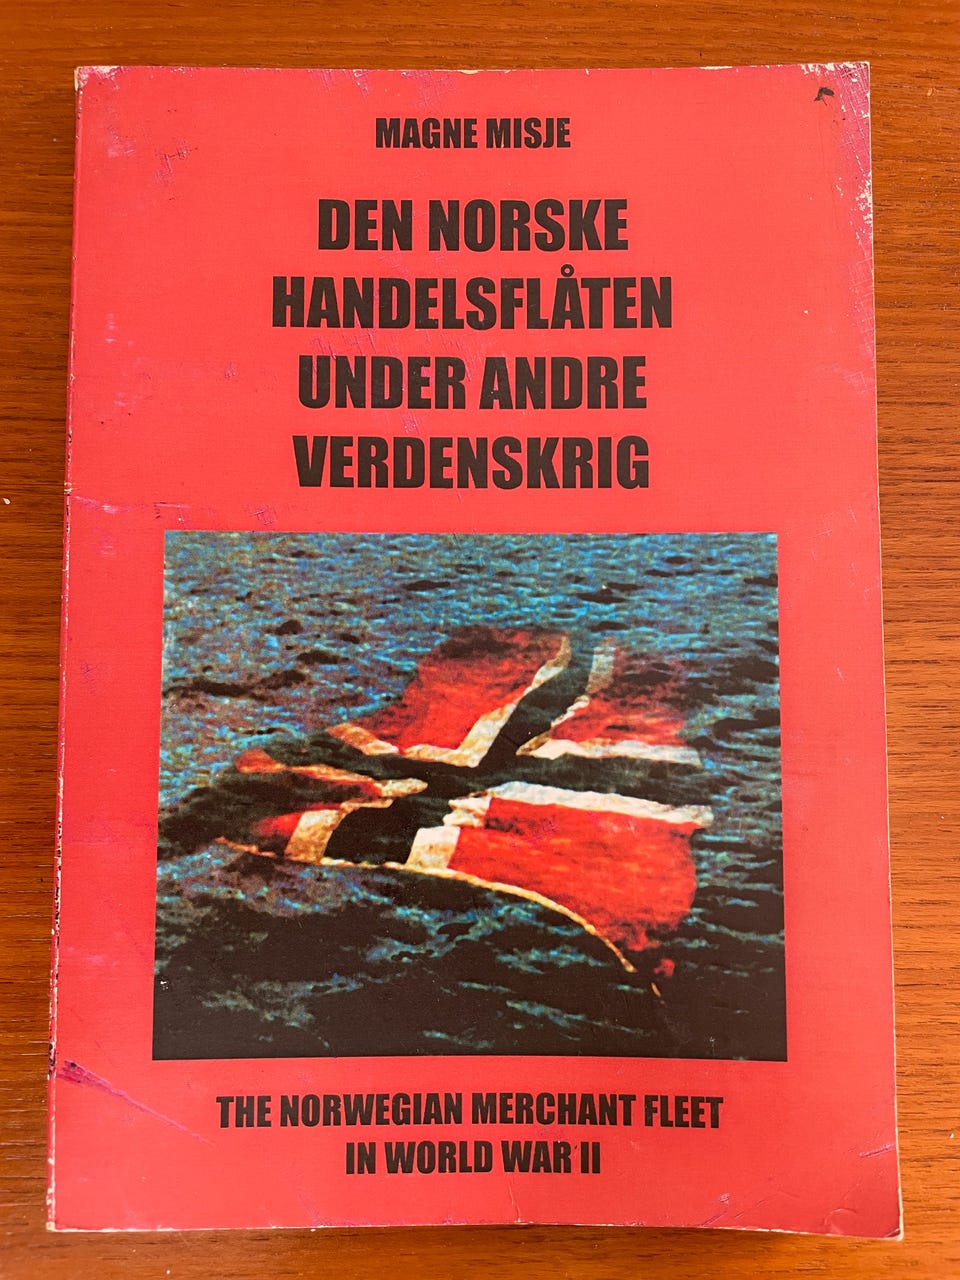 MAGNE MISJE
DEN NORSKE
HANDELSFLÅTEN
UNDER ANDRE
VERDENSKRIG
THE NORWEGIAN MERCHANT FLEET
IN WORLD WAR II